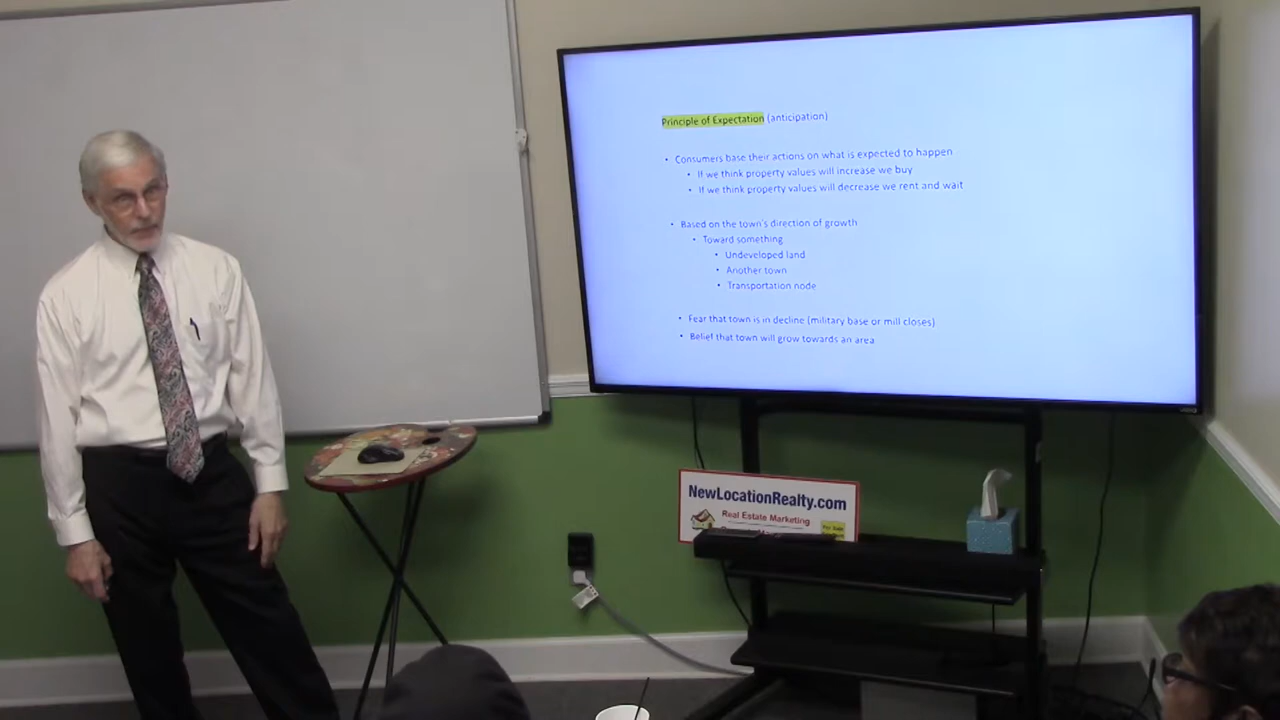 Principle of Expectation (anticipation)
• Consumers base their actions on what is expected to happen
• If we think property values will increase we buy
• If we think property values will decrease we rent and wait
• Based on the town's direction of growth
• Toward something
• Undeveloped land
• Another town
• Transportation node
• Fear that town is in decline (military base or mill closes)
• Belief that town will grow towards an area
NewLocationRealty.com
Real Estate Marketing